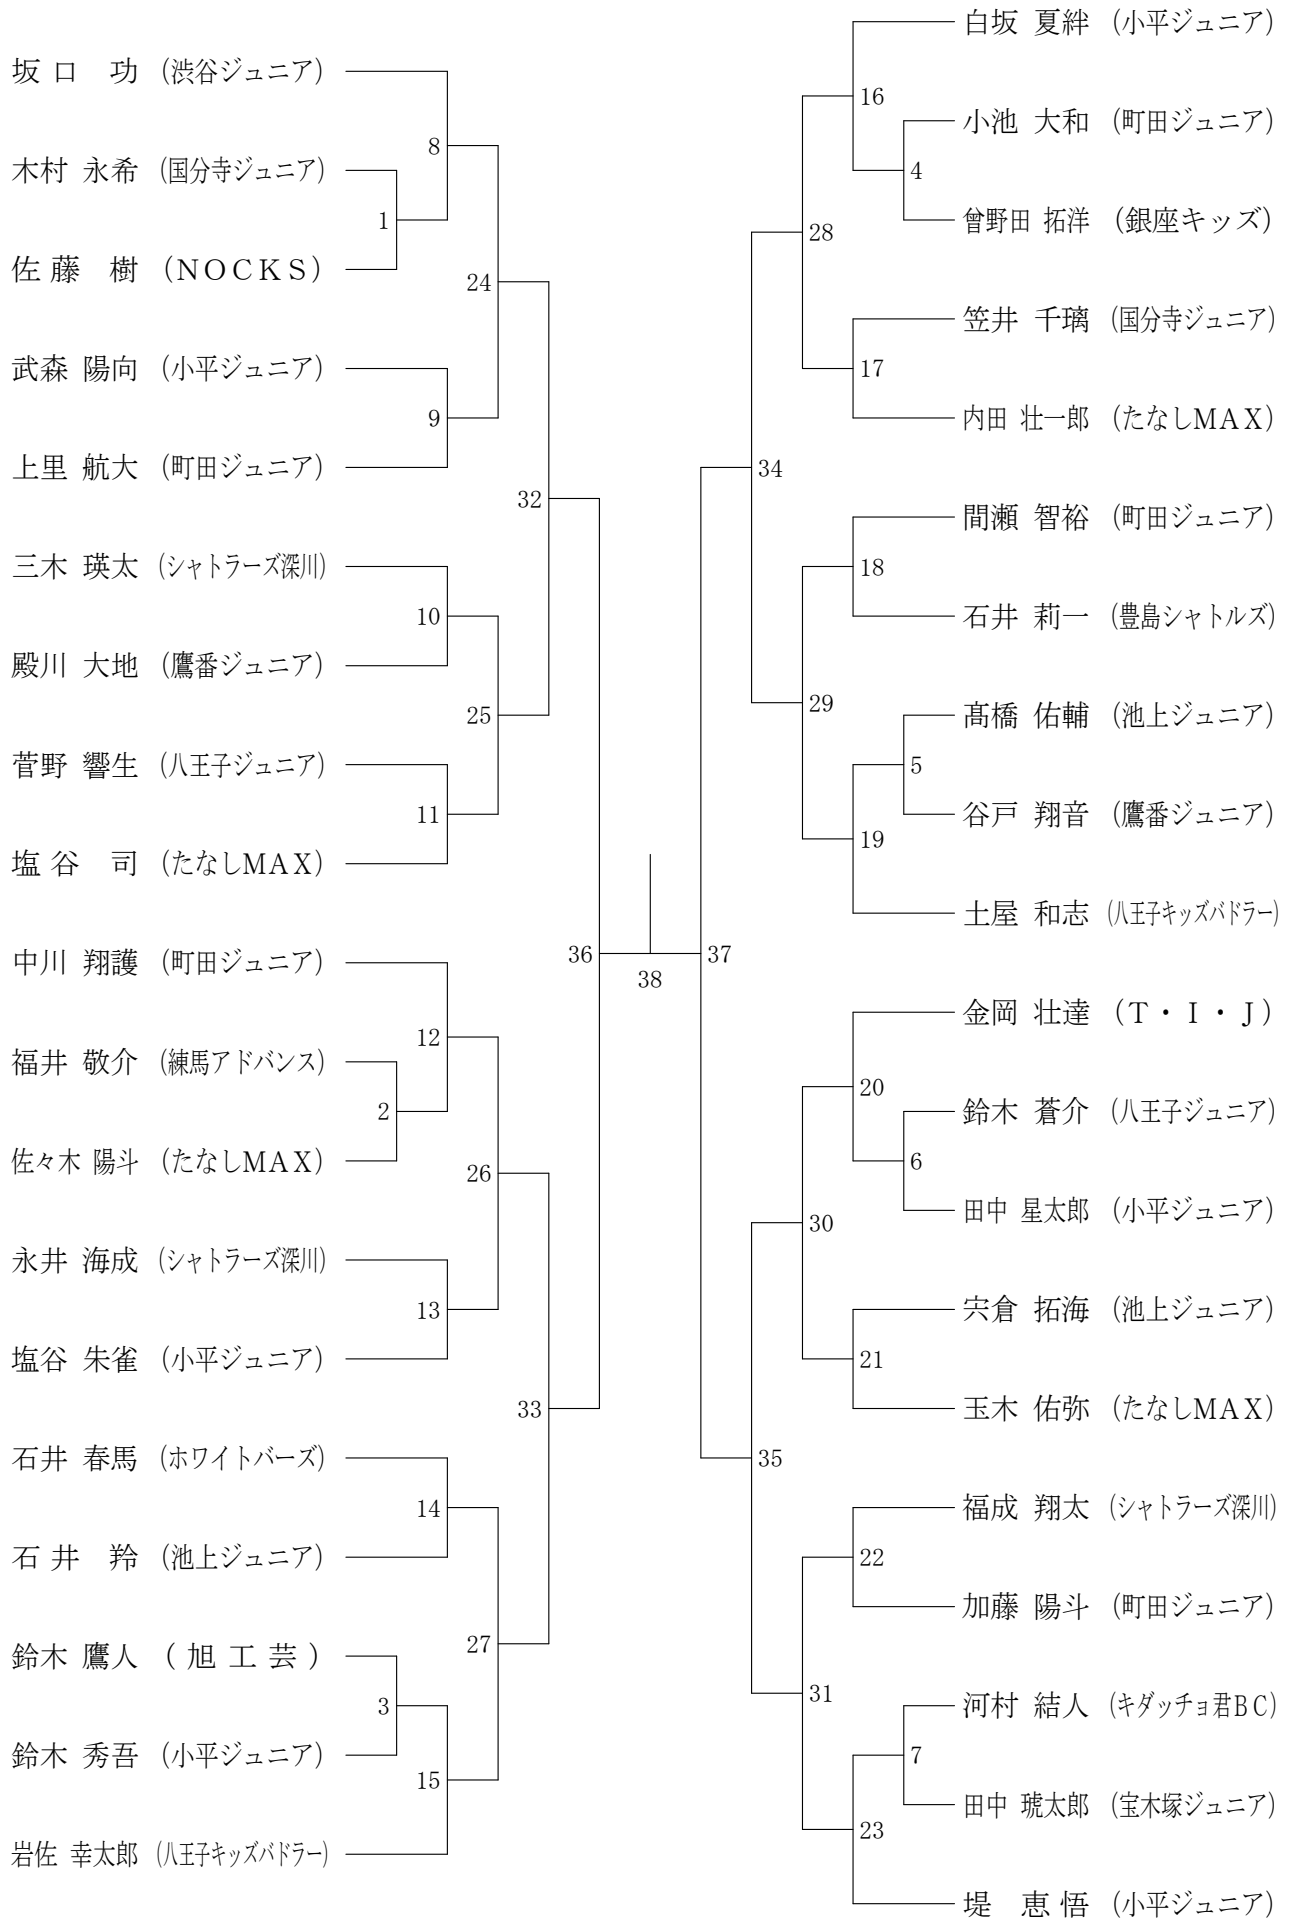 坂口 功 (渋谷ジュニア)
木村 永希 (国分寺ジュニア)
佐藤 樹 (NOCKS)
武森 陽向 (小平ジュニア)
上里 航大 (町田ジュニア)
三木 瑛太 (シャトラーズ深川)
殿川 大地 (鷹番ジュニア)
菅野 響生 (八王子ジュニア)
塩谷 司 (たなしMAX)
中川 翔護 (町田ジュニア)
福井 敬介 (練馬アドバンス)
佐々木 陽斗 (たなしMAX)
永井 海成 (シャトラーズ深川)
塩谷 朱雀 (小平ジュニア)
石井 春馬 (ホワイトバーズ)
石井 羚 (池上ジュニア)
鈴木 鷹人 (旭工芸)
鈴木 秀吾 (小平ジュニア)
岩佐 幸太郎 (八王子キッズバドラー)
1
2
3
8
9
10
11
12
13
14
15
24
25
26
27
32
33
36
38
37
34
35
28
29
30
31
16
17
18
19
20
21
22
23
4
5
6
7
白坂 夏絆 (小平ジュニア)
小池 大和 (町田ジュニア)
曾野田 拓洋 (銀座キッズ)
笠井 千璃 (国分寺ジュニア)
内田 壮一郎 (たなしMAX)
間瀬 智裕 (町田ジュニア)
石井 莉一 (豊島シャトルズ)
髙橋 佑輔 (池上ジュニア)
谷戸 翔音 (鷹番ジュニア)
土屋 和志 (八王子キッズバドラー)
金岡 壮達 (T・I・J)
鈴木 蒼介 (八王子ジュニア)
田中 星太郎 (小平ジュニア)
宍倉 拓海 (池上ジュニア)
玉木 佑弥 (たなしMAX)
福成 翔太 (シャトラーズ深川)
加藤 陽斗 (町田ジュニア)
河村 結人 (キダッチョ君BC)
田中 琥太郎 (宝木塚ジュニア)
堤 恵悟 (小平ジュニア)